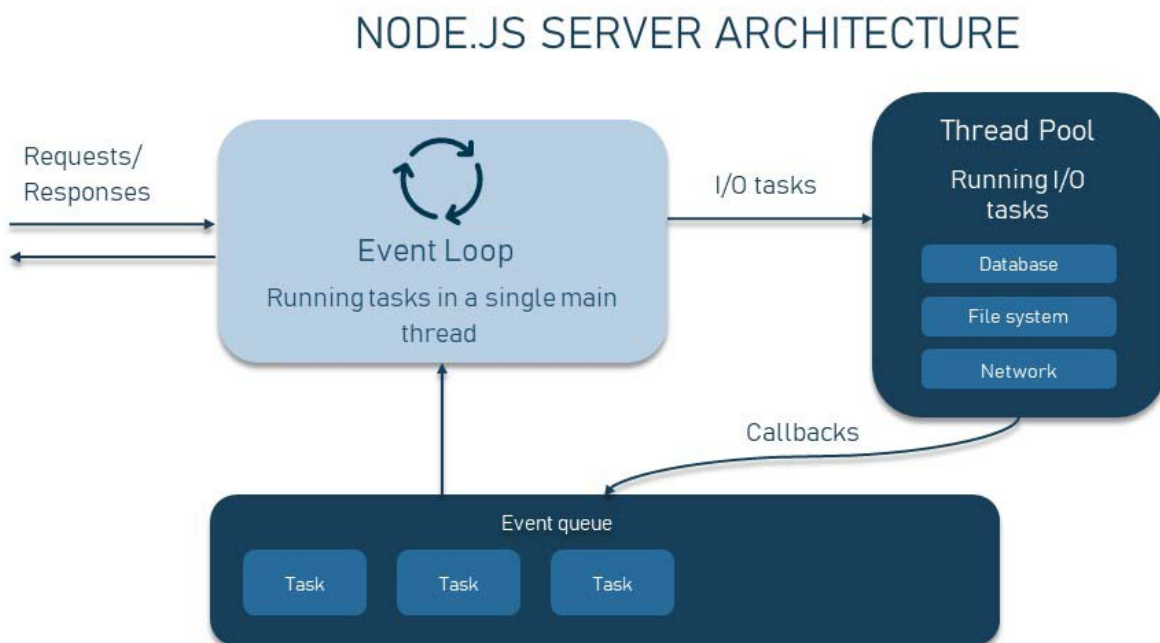 NODE.JS SERVER ARCHITECTURE
Requests/
Responses
Event Loop
Running tasks in a single main
thread
I/O tasks
Thread Pool
Running I/O
tasks
Database
File system
Network
Callbacks
Event queue
Task
Task
Task